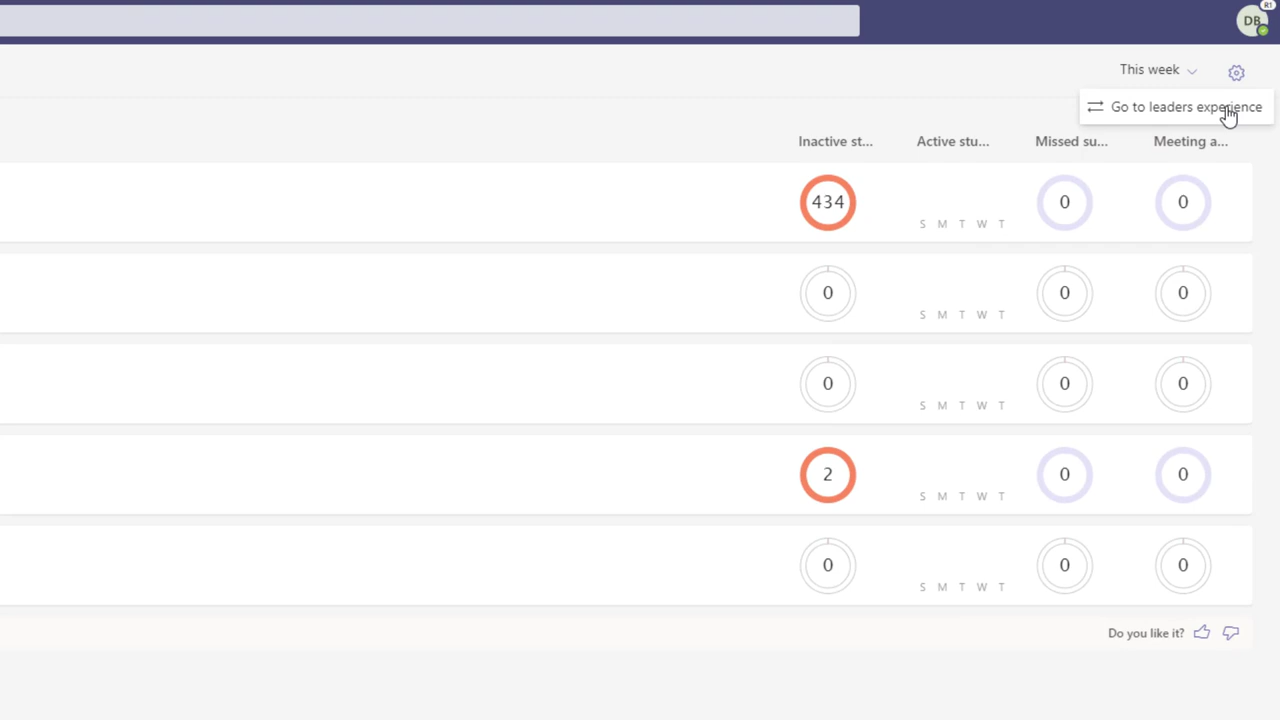 DB
R1
This week
Go to leaders experience
Inactive st... Active stu... Missed su... Meeting a...
434 S M T W T 0 0
0 S M T W T 0 0
0 S M T W T 0 0
2 S M T W T 0 0
0 S M T W T 0 0
Do you like it?